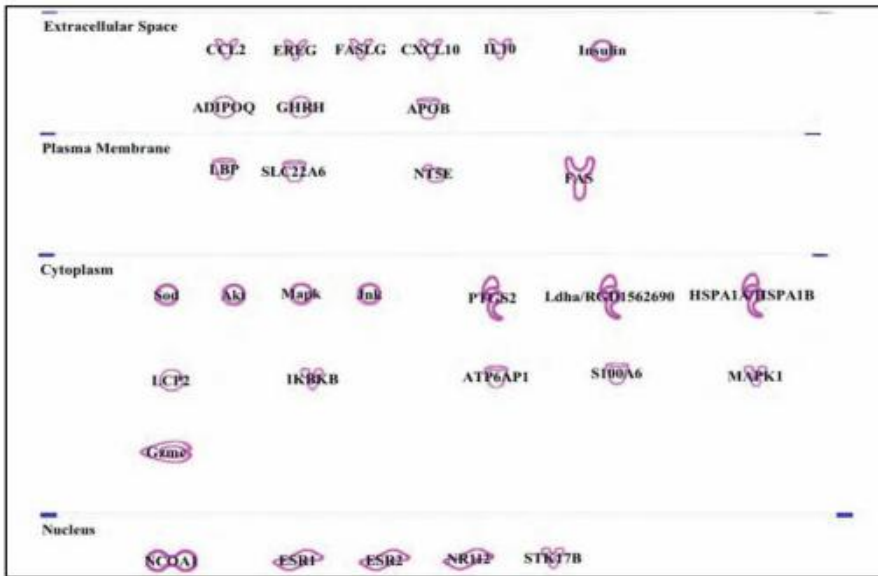 Extracellular Space
CCL2 EREG FASLG CXCL10 IL10 Insulin
ADIPOQ GHRH APOB
Plasma Membrane
LBP SLC22A6 NT5E FAS
Cytoplasm
Sod Akt Mapk Jnk PTGS2 Ldha/RGD1562690 HSPA1A/HSPA1B
LCP2 IKBKB ATP6AP1 S100A6 MAPK1
Game
Nucleus
NCOA1 ESR1 ESR2 NR1I2 STK17B